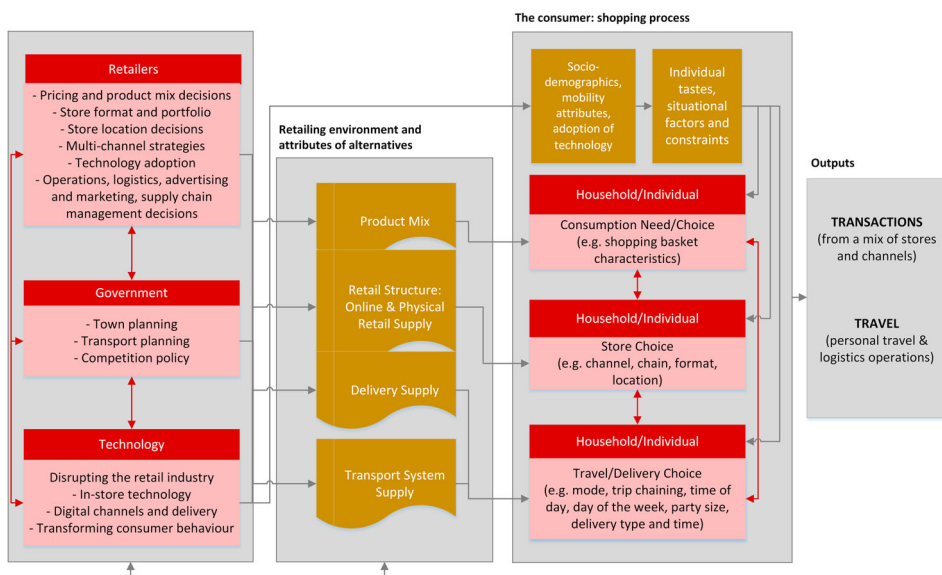 Retailers
- Pricing and product mix decisions
- Store format and portfolio
- Store location decisions
- Multi-channel strategies
- Technology adoption
- Operations, logistics, advertising
and marketing, supply chain
management decisions
Government
- Town planning
- Transport planning
- Competition policy
Technology
Disrupting the retail industry
- In-store technology
- Digital channels and delivery
- Transforming consumer behaviour
Retailing environment and
attributes of alternatives
Product Mix
Retail Structure:
Online & Physical
Retail Supply
Delivery Supply
Transport System
Supply
The consumer: shopping process
Socio-
demographics,
mobility
attributes,
adoption of
technology
Individual
tastes,
situational
factors and
constraints
Household/Individual
Consumption Need/Choice
(e.g. shopping basket
characteristics)
Household/Individual
Store Choice
(e.g. channel, chain, format,
location)
Household/Individual
Travel/Delivery Choice
(e.g. mode, trip chaining, time of
day, day of the week, party size,
delivery type and time)
Outputs
TRANSACTIONS
(from a mix of stores
and channels)
TRAVEL
(personal travel &
logistics operations)